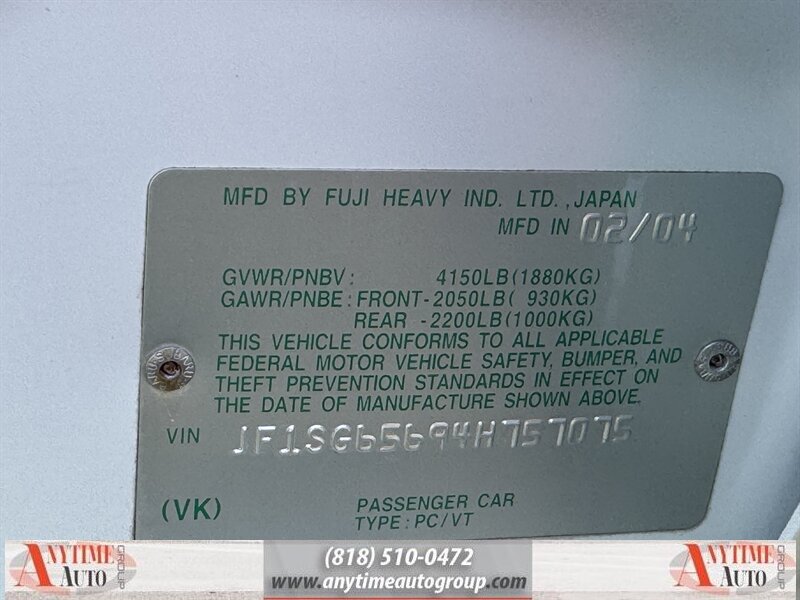 MFD BY FUJI HEAVY IND. LTD., JAPAN
MFD IN 02/04
GVWR/PNBV: 4150LB(1880KG)
GAWR/PNBE: FRONT-2050LB( 930KG)
REAR -2200LB(1000KG)
THIS VEHICLE CONFORMS TO ALL APPLICABLE
FEDERAL MOTOR VEHICLE SAFETY, BUMPER, AND
THEFT PREVENTION STANDARDS IN EFFECT ON
THE DATE OF MANUFACTURE SHOWN ABOVE.
VIN JF1SG65694H757075
(VK) PASSENGER CAR
TYPE: PC/VT
ANYTIME AUTO GROUP
(818) 510-0472
www.anytimeautogroup.com
ANYTIME AUTO GROUP